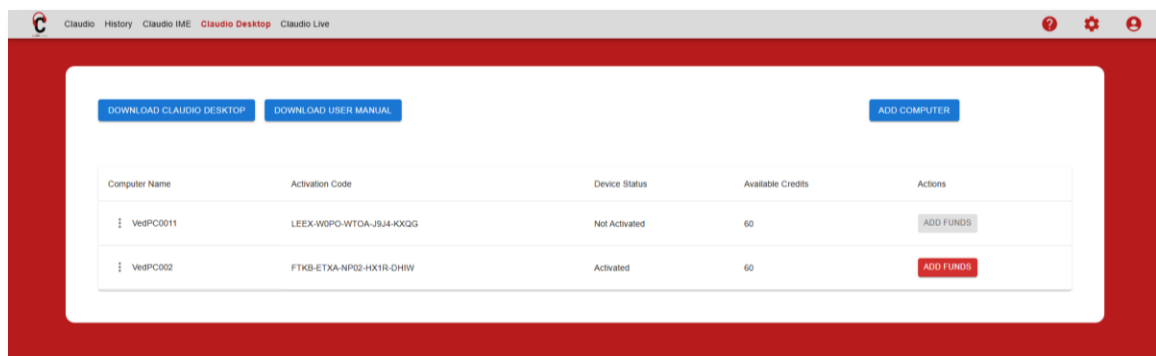 Claudio History Claudio IME Claudio Desktop Claudio Live
DOWNLOAD CLAUDIO DESKTOP DOWNLOAD USER MANUAL ADD COMPUTER
Computer Name Activation Code Device Status Available Credits Actions
VedPC0011 LEEX-W0PO-WTOA-J9J4-KXQG Not Activated 60 ADD FUNDS
VedPC002 FTKB-ETXA-NP02-HX1R-DHIW Activated 60 ADD FUNDS